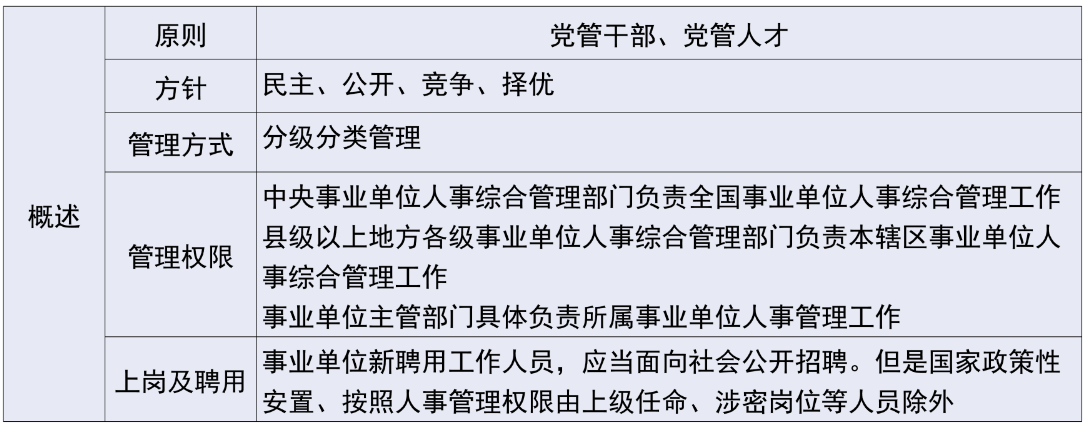 概述
原则
党管干部、党管人才
方针
民主、公开、竞争、择优
管理方式
分级分类管理
管理权限
中央事业单位人事综合管理部门负责全国事业单位人事综合管理工作
县级以上地方各级事业单位人事综合管理部门负责本辖区事业单位人
事综合管理工作
事业单位主管部门具体负责所属事业单位人事管理工作
上岗及聘用
事业单位新聘用工作人员，应当面向社会公开招聘。但是国家政策性
安置、按照人事管理权限由上级任命、涉密岗位等人员除外